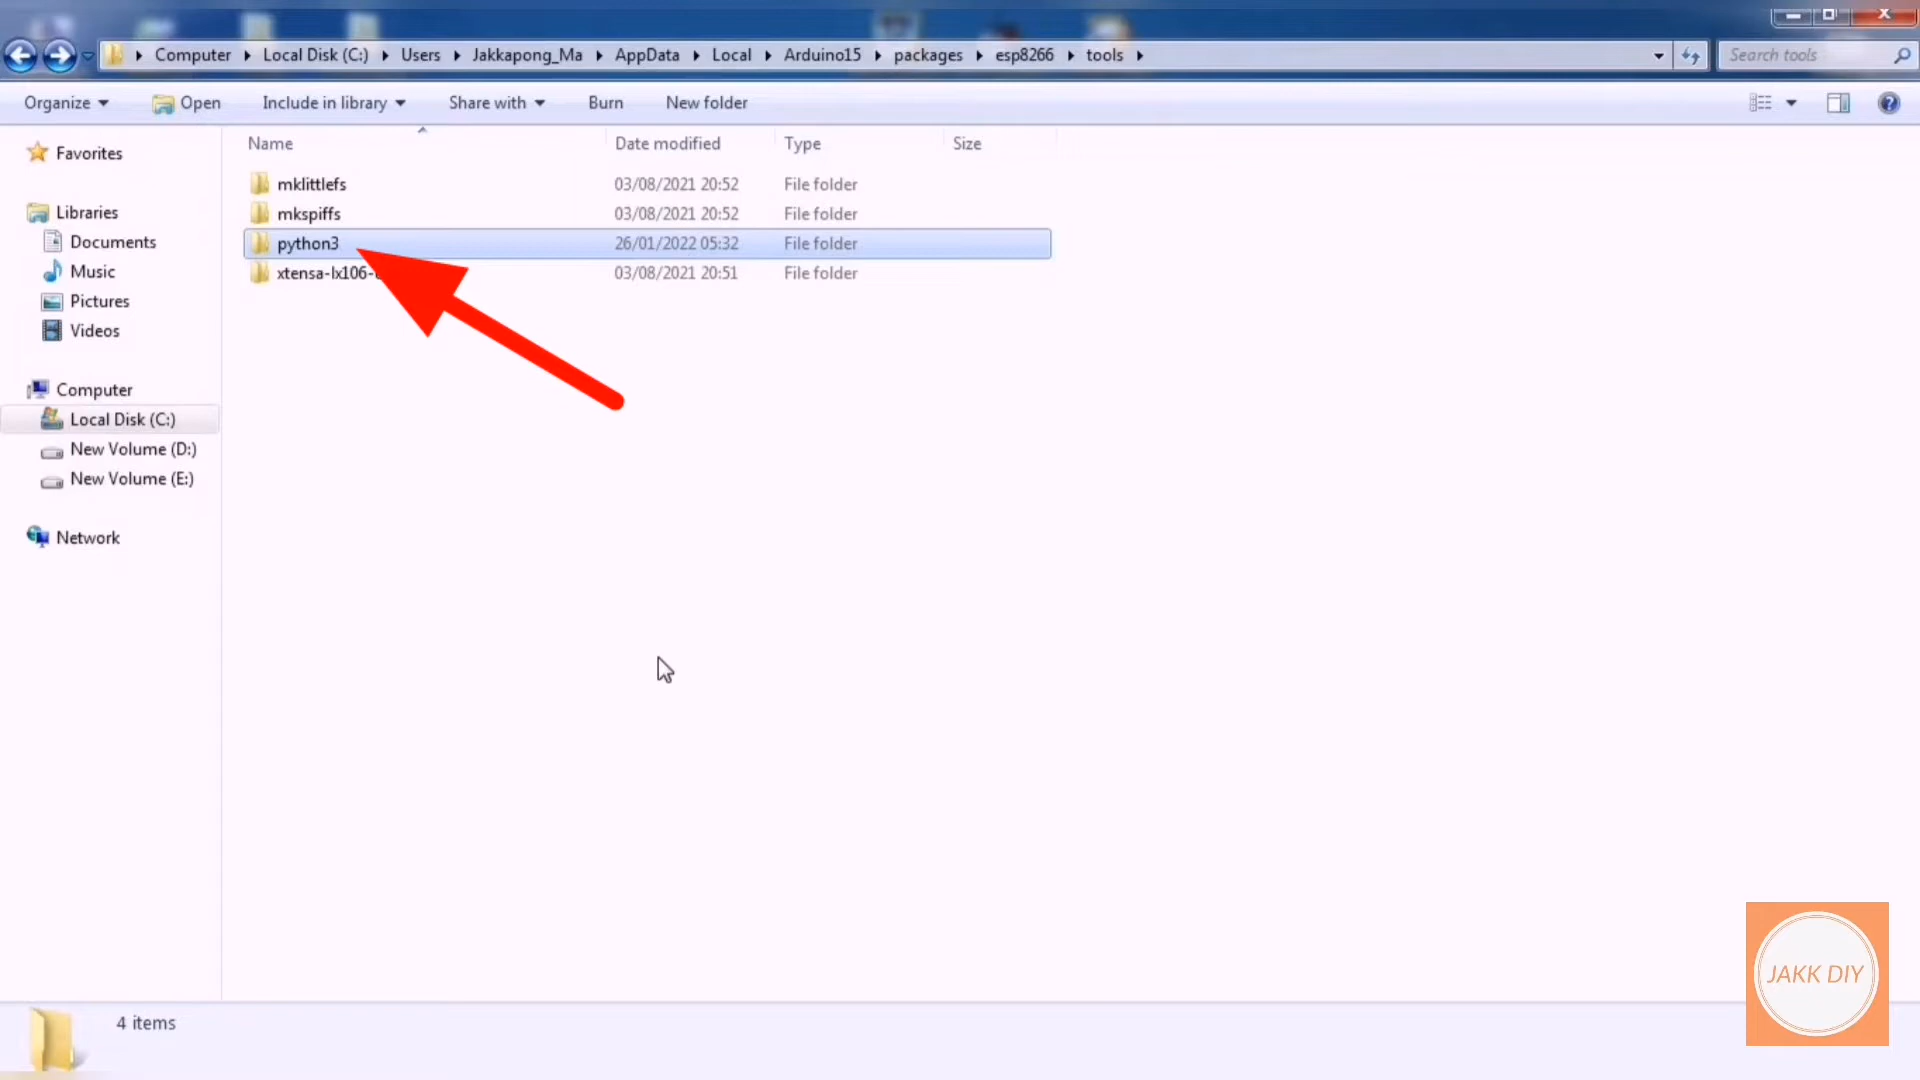 Computer Local Disk (C:) Users Jakkapong_Ma AppData Local Arduino15 packages esp8266 tools
Search tools
Organize Open Include in library Share with Burn New folder
Name Date modified Type Size
Favorites
Libraries
Documents
Music
Pictures
Videos
Computer
Local Disk (C:)
New Volume (D:)
New Volume (E:)
Network
mklittlefs 03/08/2021 20:52 File folder
mkspiffs 03/08/2021 20:52 File folder
python3 26/01/2022 05:32 File folder
xtensa-lx106- 03/08/2021 20:51 File folder
4 items
JAKK DIY